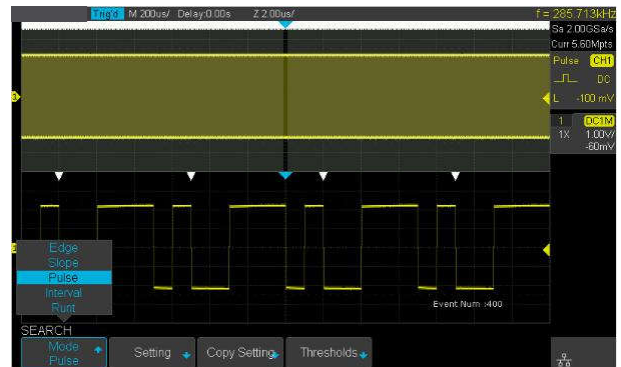 Trig'd M 200us/ Delay:0.00s Z 2.00us/ f = 285.713kHz
Sa 2.00GSa/s
Curr 5.60Mpts
Pulse CH1
DC
L -100 mV
1 DC1M
1X 1.00V/
-60mV
Edge
Slope
Pulse
Interval
Runt
Event Num :400
SEARCH
Mode
Pulse
Setting
Copy Setting
Thresholds